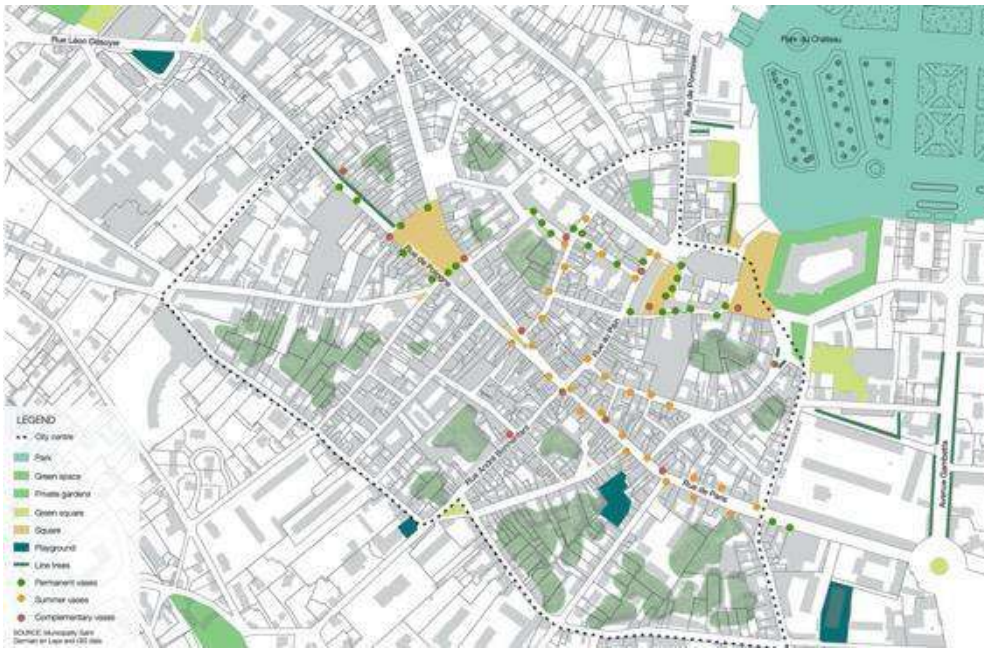 Rue Léon Désoyer
Parc du Château
Rue de Pontoise
Rue de Poissy
Rue de Paris
Avenue Gambetta
LEGEND
City centre
Park
Green space
Private gardens
Green square
Square
Playground
Line trees
Permanent vases
Summer vases
Complementary vases
SOURCE: Municipality Saint
Germain en Laye and GIS data